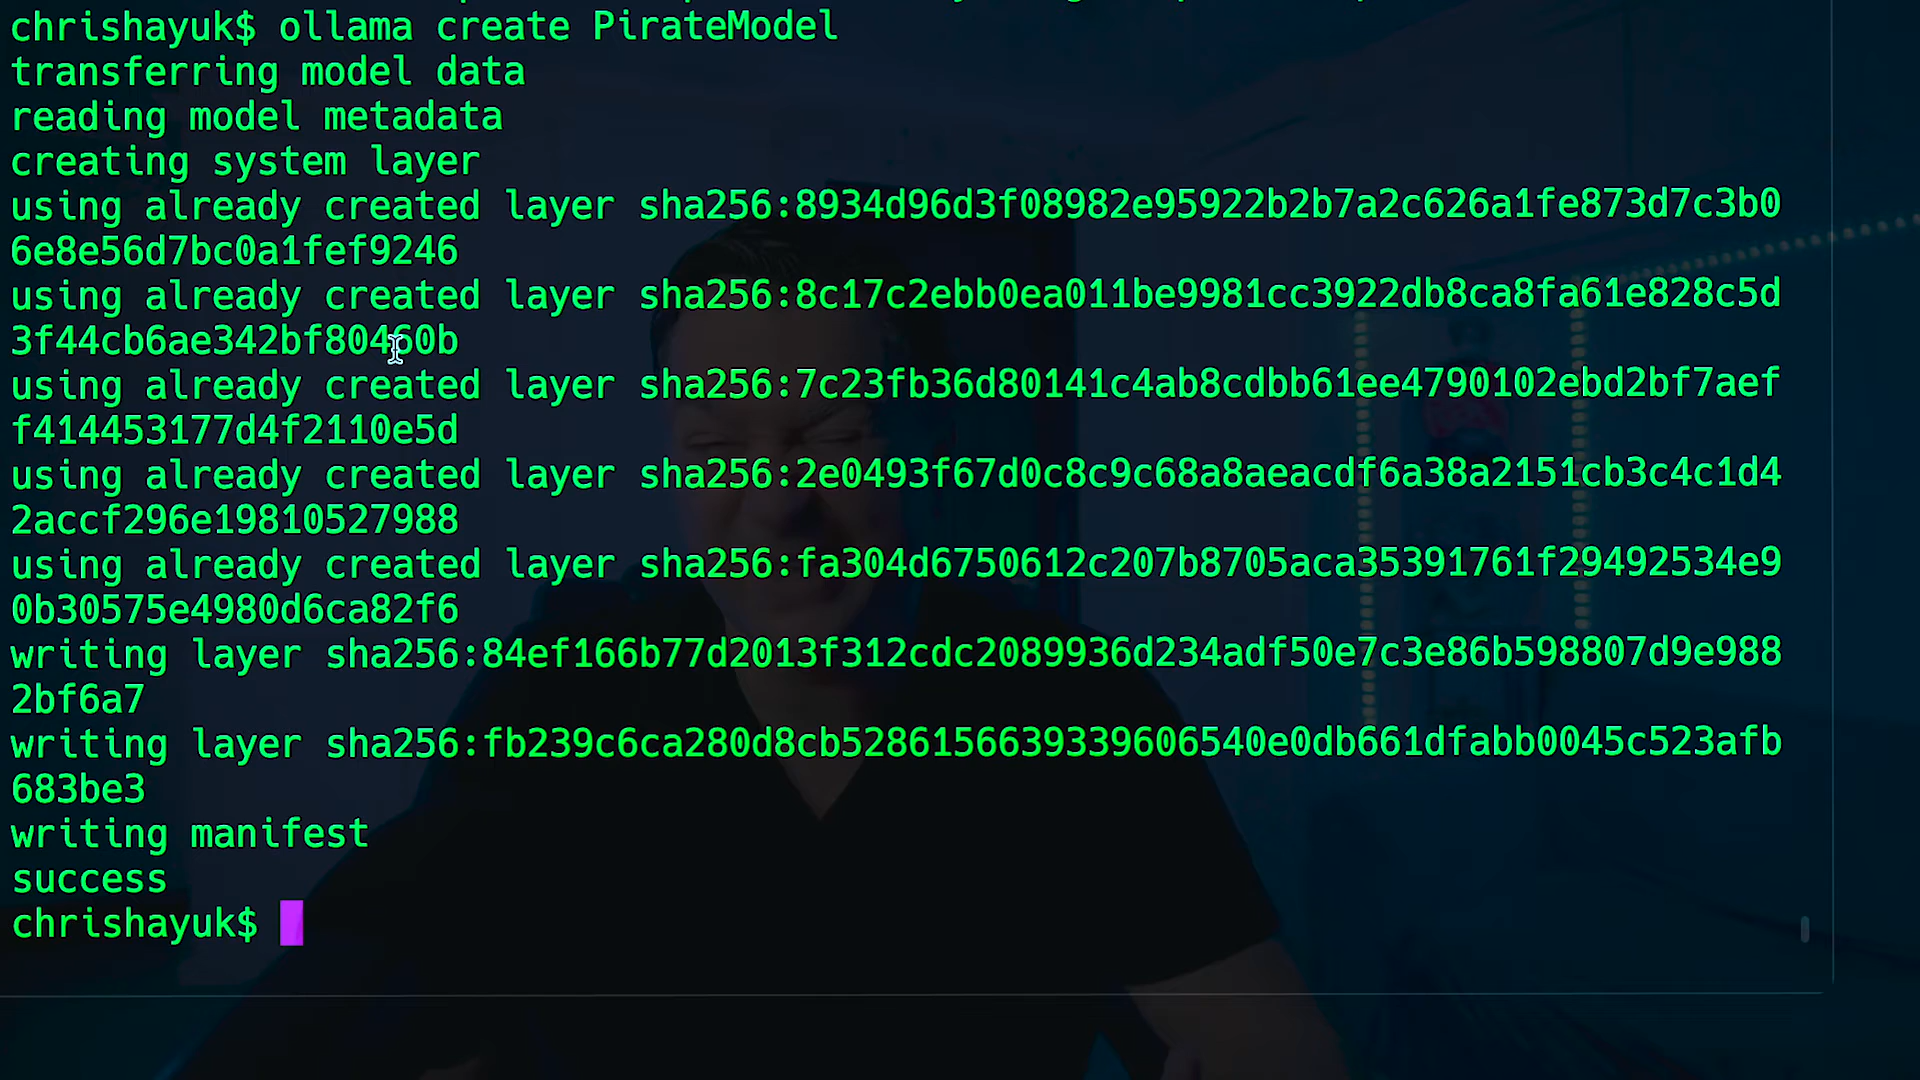 chrishayuk$ ollama create PirateModel
transferring model data
reading model metadata
creating system layer
using already created layer sha256:8934d96d3f08982e95922b2b7a2c626a1fe873d7c3b0
6e8e56d7bc0a1fef9246
using already created layer sha256:8c17c2ebb0ea011be9981cc3922db8ca8fa61e828c5d
3f44cb6ae342bf80460b
using already created layer sha256:7c23fb36d80141c4ab8cdbb61ee4790102ebd2bf7aef
f414453177d4f2110e5d
using already created layer sha256:2e0493f67d0c8c9c68a8aeacdf6a38a2151cb3c4c1d4
2accf296e19810527988
using already created layer sha256:fa304d6750612c207b8705aca35391761f29492534e9
0b30575e4980d6ca82f6
writing layer sha256:84ef166b77d2013f312cdc2089936d234adf50e7c3e86b598807d9e988
2bf6a7
writing layer sha256:fb239c6ca280d8cb5286156639339606540e0db661dfabb0045c523afb
683be3
writing manifest
success
chrishayuk$